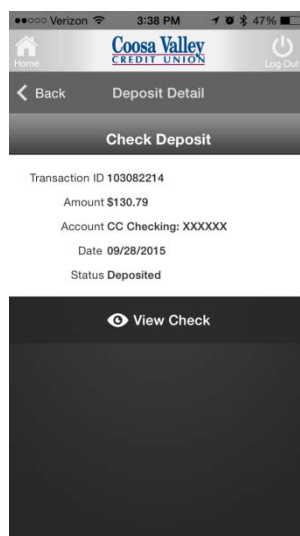 Verizon 3:38 PM 47%
Home
Coosa Valley
CREDIT UNION
Log Out
Back Deposit Detail
Check Deposit
Transaction ID 103082214
Amount $130.79
Account CC Checking: XXXXXX
Date 09/28/2015
Status Deposited
View Check